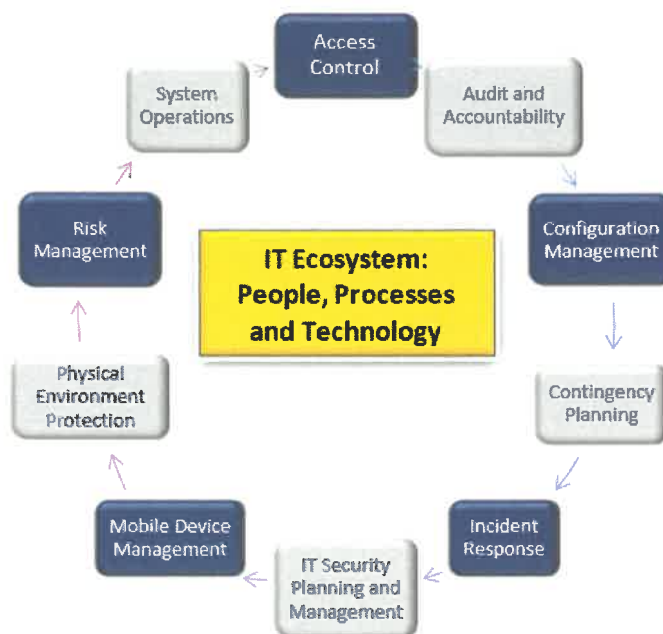 Access
Control
Audit and
Accountability
Configuration
Management
Contingency
Planning
Incident
Response
IT Security
Planning and
Management
Mobile Device
Management
Physical
Environment
Protection
Risk
Management
System
Operations
IT Ecosystem:
People, Processes
and Technology